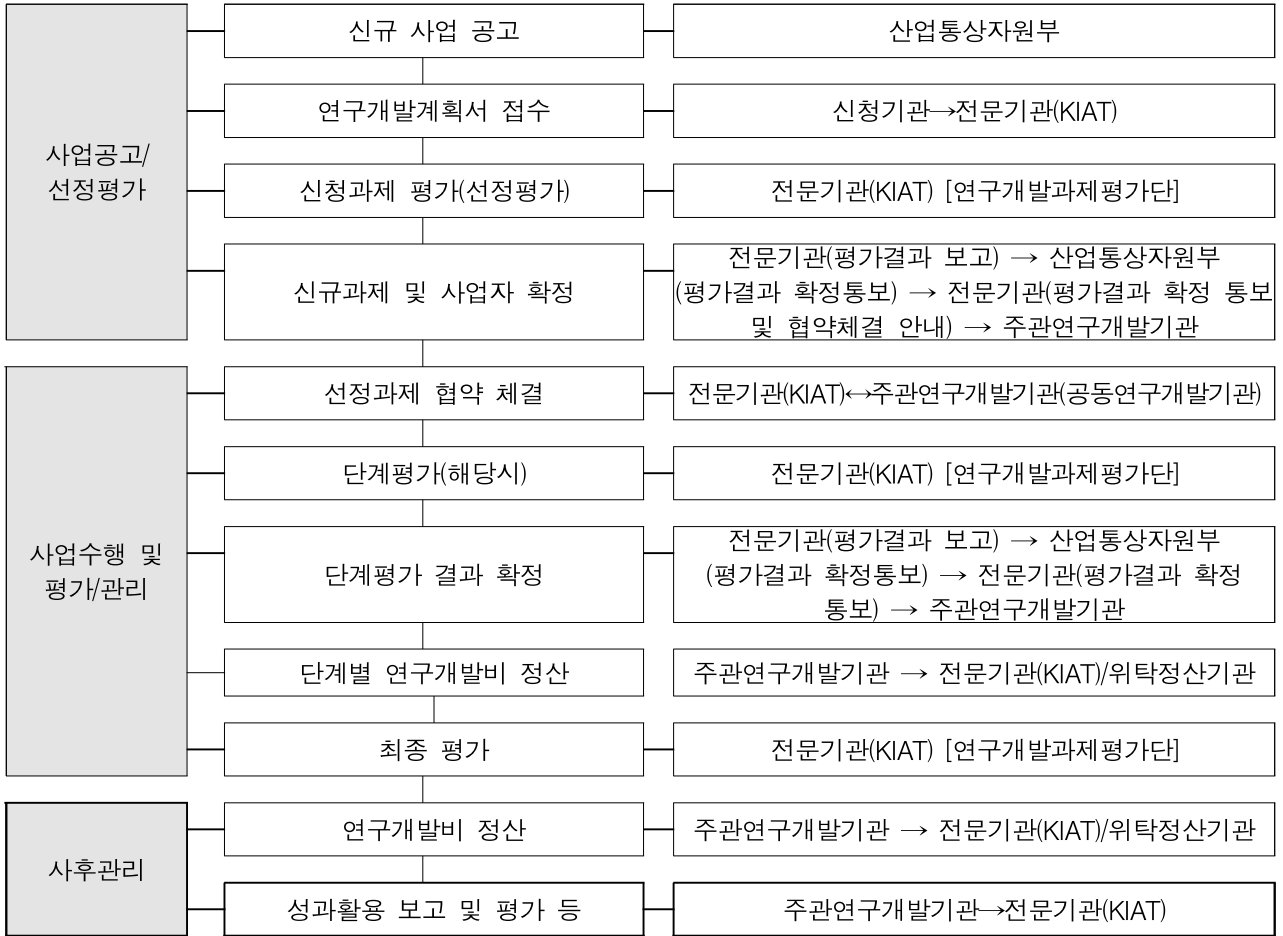 사업공고/
선정평가
신규 사업 공고
산업통상자원부
연구개발계획서 접수
신청기관→전문기관(KIAT)
신청과제 평가(선정평가)
전문기관(KIAT) [연구개발과제평가단]
신규과제 및 사업자 확정
전문기관(평가결과 보고) → 산업통상자원부
(평가결과 확정통보) → 전문기관(평가결과 확정 통보
및 협약체결 안내) → 주관연구개발기관
사업수행 및
평가/관리
선정과제 협약 체결
전문기관(KIAT)↔주관연구개발기관(공동연구개발기관)
단계평가(해당시)
전문기관(KIAT) [연구개발과제평가단]
단계평가 결과 확정
전문기관(평가결과 보고) → 산업통상자원부
(평가결과 확정통보) → 전문기관(평가결과 확정
통보) → 주관연구개발기관
단계별 연구개발비 정산
주관연구개발기관 → 전문기관(KIAT)/위탁정산기관
최종 평가
전문기관(KIAT) [연구개발과제평가단]
사후관리
연구개발비 정산
주관연구개발기관 → 전문기관(KIAT)/위탁정산기관
성과활용 보고 및 평가 등
주관연구개발기관→전문기관(KIAT)